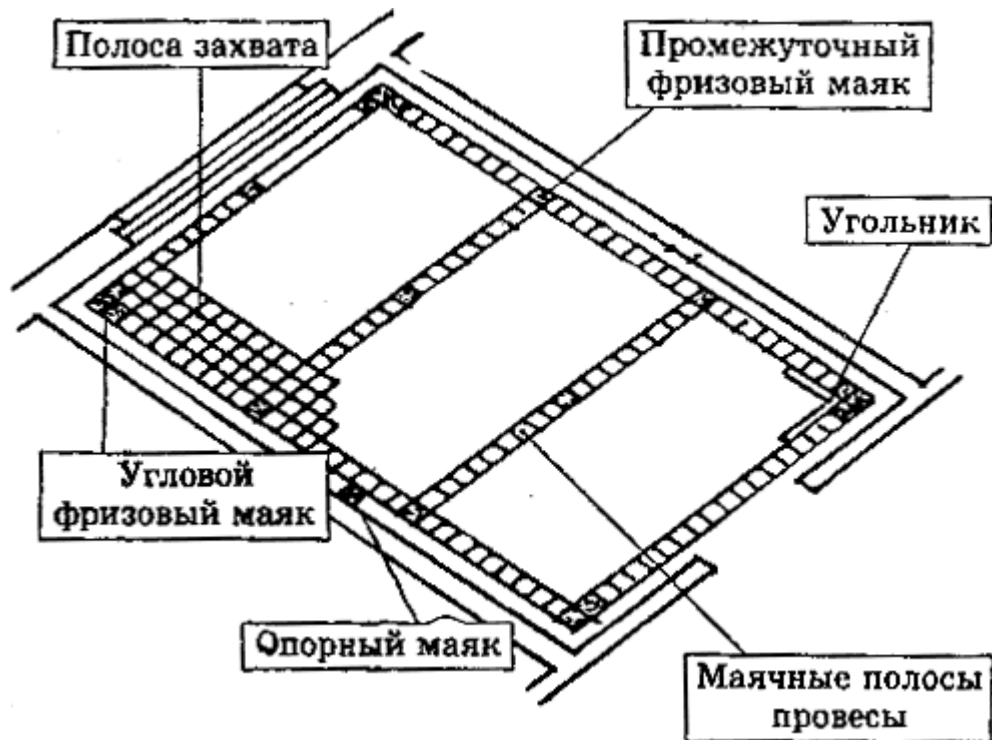 Полоса захвата
Промежуточный
фризовый маяк
Угольник
Угловой
фризовый маяк
Опорный маяк
Маячные полосы
провесы